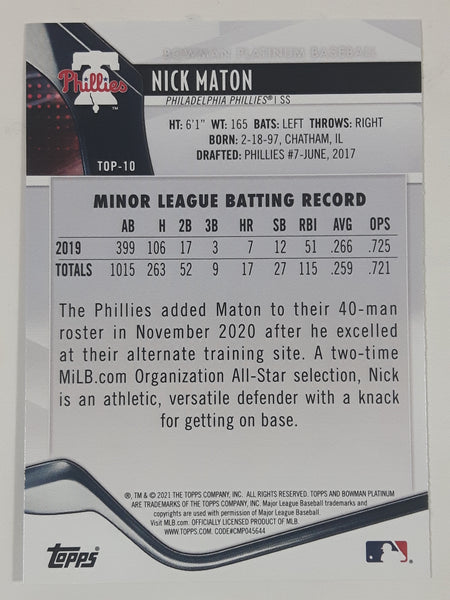 BOWMAN PLATINUM BASEBALL
Phillies
NICK MATON
PHILADELPHIA PHILLIES® | SS
HT: 6'1" WT: 165 BATS: LEFT THROWS: RIGHT
BORN: 2-18-97, CHATHAM, IL
DRAFTED: PHILLIES #7-JUNE, 2017
TOP-10
MINOR LEAGUE BATTING RECORD
AB H 2B 3B HR SB RBI AVG OPS
2019 399 106 17 3 7 12 51 .266 .725
TOTALS 1015 263 52 9 17 27 115 .259 .721
The Phillies added Maton to their 40-man
roster in November 2020 after he excelled
at their alternate training site. A two-time
MiLB.com Organization All-Star selection, Nick
is an athletic, versatile defender with a knack
for getting on base.
®, TM & © 2021 THE TOPPS COMPANY, INC. ALL RIGHTS RESERVED. TOPPS AND BOWMAN PLATINUM
ARE TRADEMARKS OF THE TOPPS COMPANY, INC. Major League Baseball trademarks and
copyrights are used with permission of Major League Baseball.
Visit MLB.com. OFFICIALLY LICENSED PRODUCT OF MLB.
WWW.TOPPS.COM. CODE#CMP045644
topps